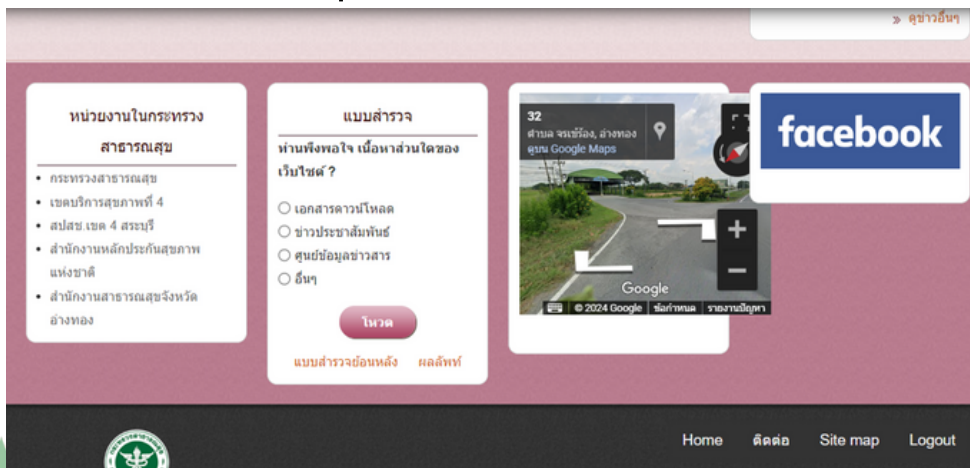 » ดูข่าวอื่นๆ
หน่วยงานในกระทรวง
สาธารณสุข
• กระทรวงสาธารณสุข
• เขตบริการสุขภาพที่ 4
• สปสช.เขต 4 สระบุรี
• สำนักงานหลักประกันสุขภาพ
แห่งชาติ
• สำนักงานสาธารณสุขจังหวัด
อ่างทอง
แบบสำรวจ
ท่านพึงพอใจ เนื้อหาส่วนใดของ
เว็บไซต์ ?
เอกสารดาวน์โหลด
ข่าวประชาสัมพันธ์
ศูนย์ข้อมูลข่าวสาร
อื่นๆ
โหวต
แบบสำรวจย้อนหลัง ผลลัพท์
32
ตำบล จรเข้ร้อง, อ่างทอง
ดูบน Google Maps
Google
© 2024 Google ข้อกำหนด รายงานปัญหา
facebook
Home ติดต่อ Site map Logout